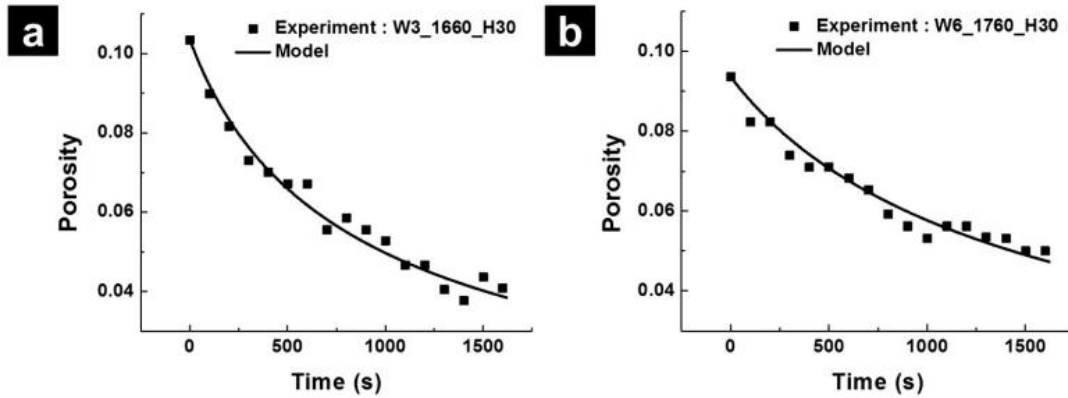 a
Experiment : W3_1660_H30
Model
0.10
0.08
0.06
0.04
Porosity
0
500
1000
1500
Time (s)
b
Experiment : W6_1760_H30
Model
0.10
0.08
0.06
0.04
Porosity
0
500
1000
1500
Time (s)